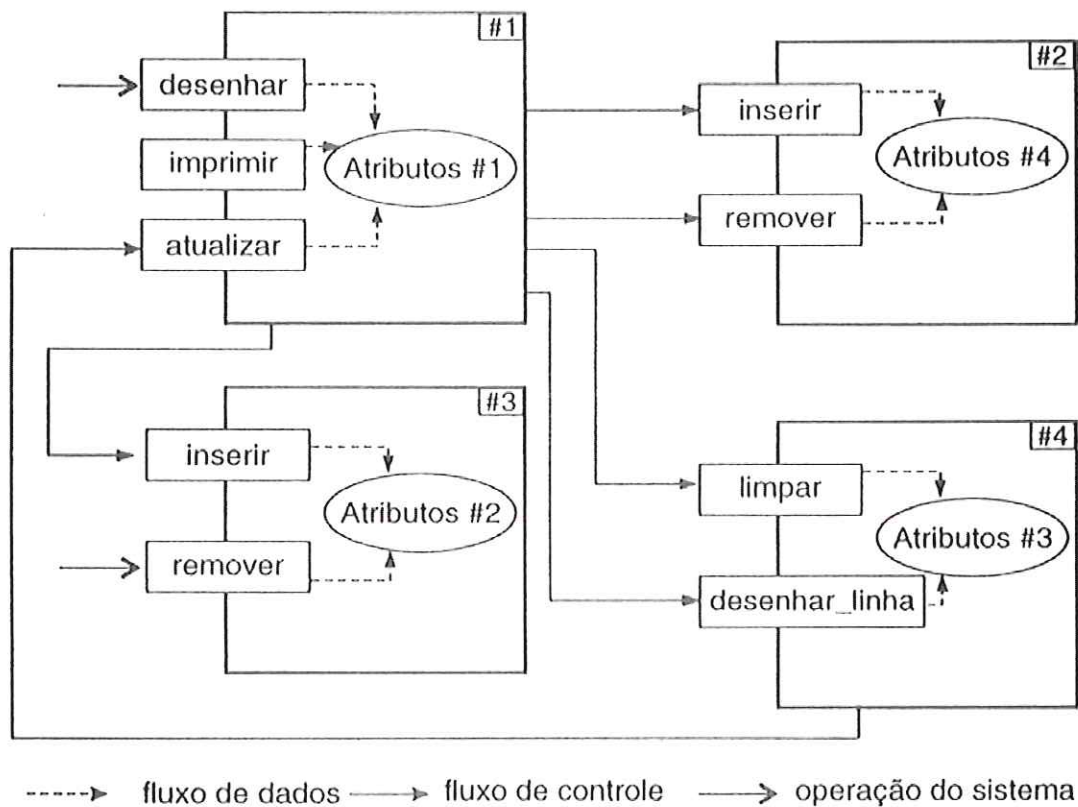 #1
desenhar
imprimir
atualizar
Atributos #1
#2
inserir
remover
Atributos #4
#3
inserir
remover
Atributos #2
#4
limpar
desenhar_linha
Atributos #3
fluxo de dados
fluxo de controle
operação do sistema